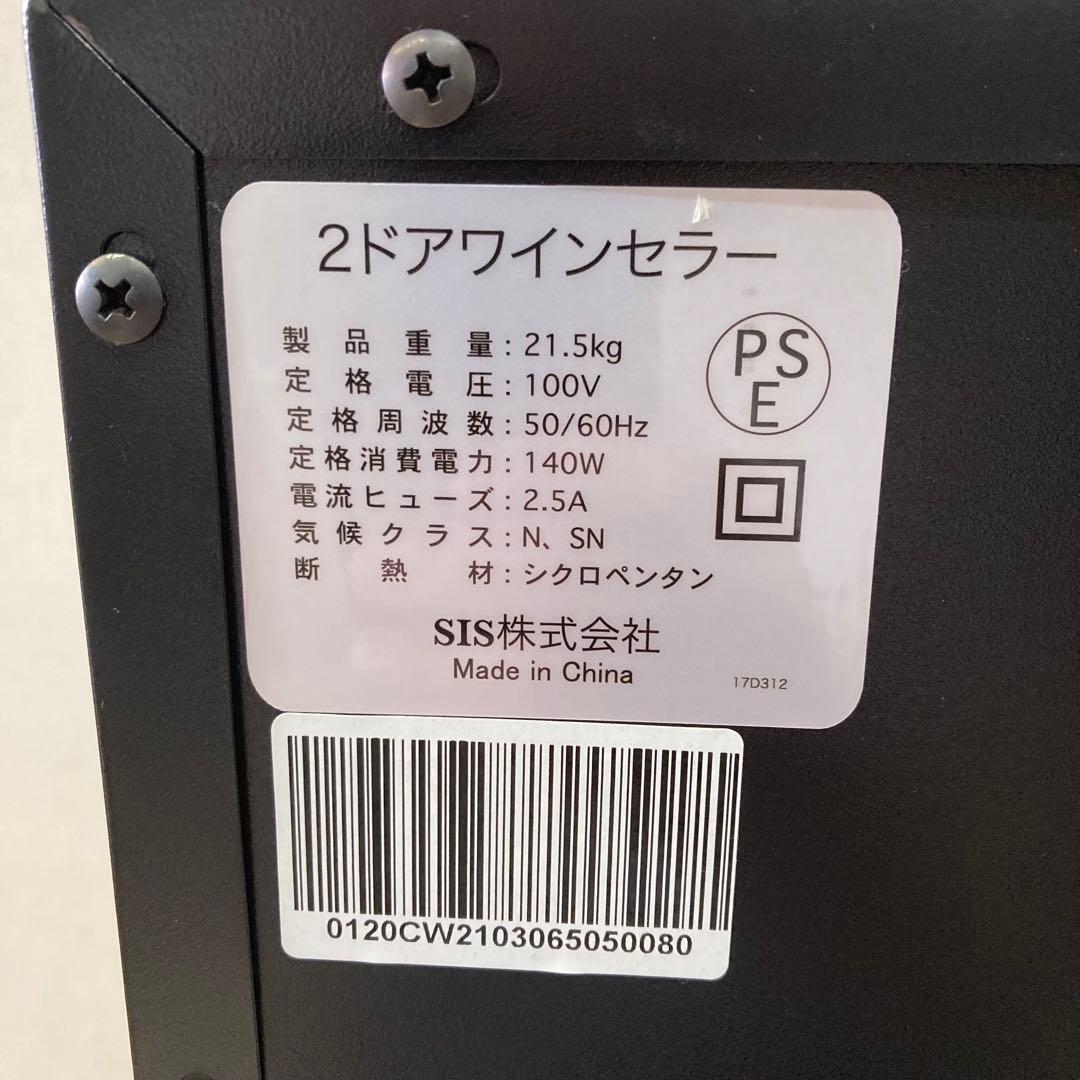 2ドアワインセラー
製品重量:21.5kg
定格電圧:100V
定格周波数:50/60Hz
定格消費電力:140W
電流ヒューズ:2.5A
気候クラス:N、SN
断熱材:シクロペンタン
PS
E
SIS株式会社
Made in China
17D312
0120CW2103065050080